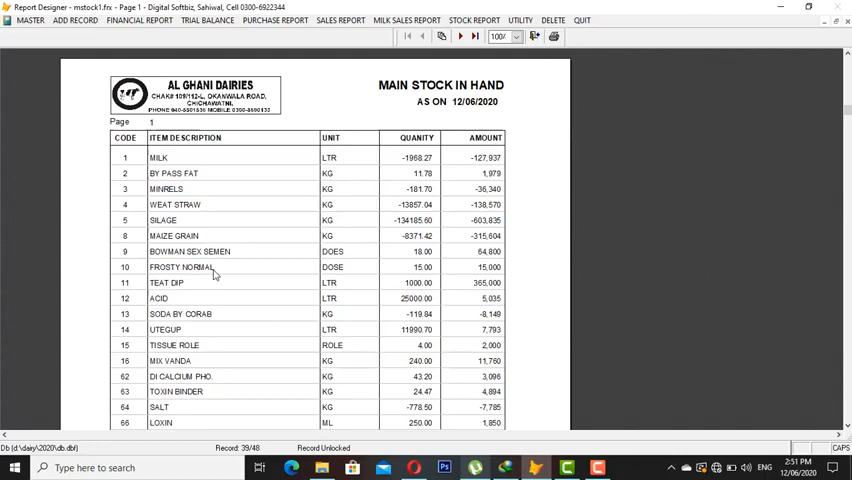 Report Designer - mstock1.frx - Page 1 - Digital Softbiz, Sahiwal, Cell 0300-6922344
MASTER ADD RECORD FINANCIAL REPORT TRIAL BALANCE PURCHASE REPORT SALES REPORT MILK SALES REPORT STOCK REPORT UTILITY DELETE QUIT
AL GHANI DAIRIES
CHAK# 109/112-L, OKANWALA ROAD,
CHICHAWATNI.
MAIN STOCK IN HAND
AS ON 12/06/2020
Page 1
CODE ITEM DESCRIPTION UNIT QUANITY AMOUNT
1 MILK LTR -1968.27 -127,937
2 BY PASS FAT KG 11.78 1,979
3 MINRELS KG -181.70 -36,340
4 WEAT STRAW KG -13857.04 -138,570
5 SILAGE KG -134185.60 -603,835
8 MAIZE GRAIN KG -8371.42 -315,604
9 BOWMAN SEX SEMEN DOES 18.00 64,800
10 FROSTY NORMAL DOSE 15.00 15,000
11 TEAT DIP LTR 1000.00 365,000
12 ACID LTR 25000.00 5,035
13 SODA BY CORAB KG -119.84 -8,149
14 UTEGUP LTR 11990.70 7,793
15 TISSUE ROLE ROLE 4.00 2,000
16 MIX VANDA KG 240.00 11,760
62 DI CALCIUM PHO. KG 43.20 3,096
63 TOXIN BINDER KG 24.47 4,894
64 SALT KG -778.50 -7,785
66 LOXIN ML 250.00 1,850
Db (d:\dairy\2020\db.dbf) Record: 39/48 Record Unlocked CAPS
Type here to search
ENG
2:51 PM
12/06/2020